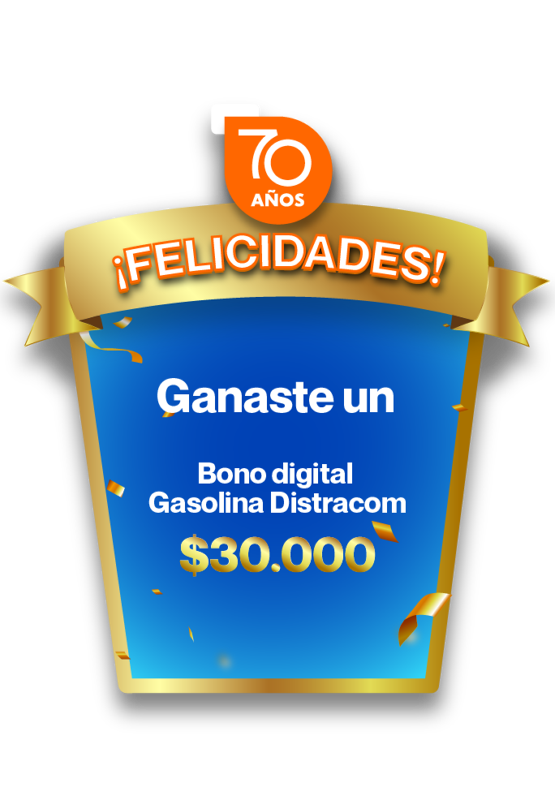 70
AÑOS
¡FELICIDADES!
Ganaste un
Bono digital
Gasolina Distracom
$30.000